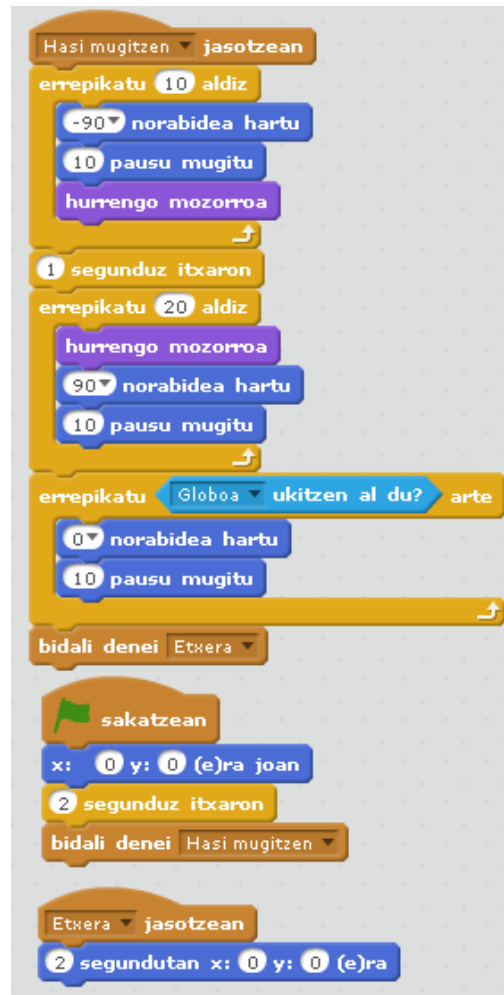 Hasi mugitzen jasotzean
errepikatu 10 aldiz
-90 norabidea hartu
10 pausu mugitu
hurrengo mozorroa
1 segunduz itxaron
errepikatu 20 aldiz
hurrengo mozorroa
90 norabidea hartu
10 pausu mugitu
errepikatu Globoa ukitzen al du? arte
0 norabidea hartu
10 pausu mugitu
bidali denei Etxera
sakatzean
x: 0 y: 0 (e)ra joan
2 segunduz itxaron
bidali denei Hasi mugitzen
Etxera jasotzean
2 segundutan x: 0 y: 0 (e)ra